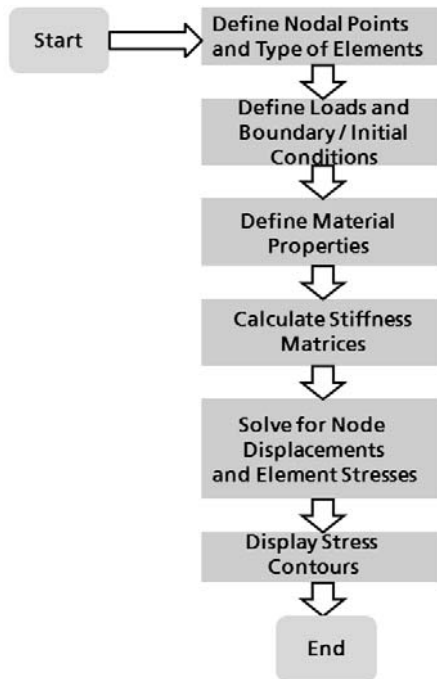 Start
Define Nodal Points
and Type of Elements
Define Loads and
Boundary / Initial
Conditions
Define Material
Properties
Calculate Stiffness
Matrices
Solve for Node
Displacements
and Element Stresses
Display Stress
Contours
End